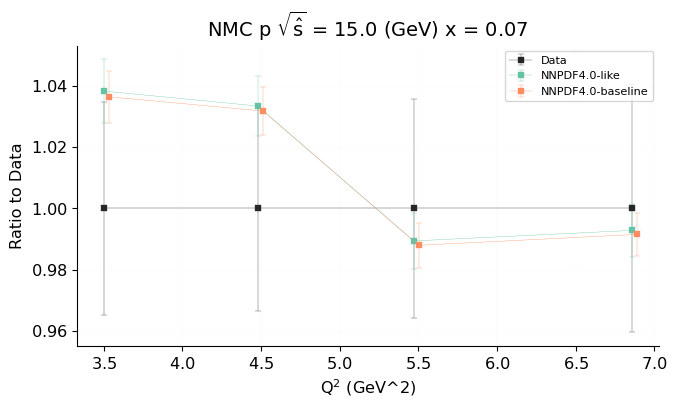 NMC p √ŝ = 15.0 (GeV) x = 0.07
Data
NNPDF4.0-like
NNPDF4.0-baseline
Ratio to Data
1.04
1.02
1.00
0.98
0.96
3.5 4.0 4.5 5.0 5.5 6.0 6.5 7.0
Q² (GeV^2)